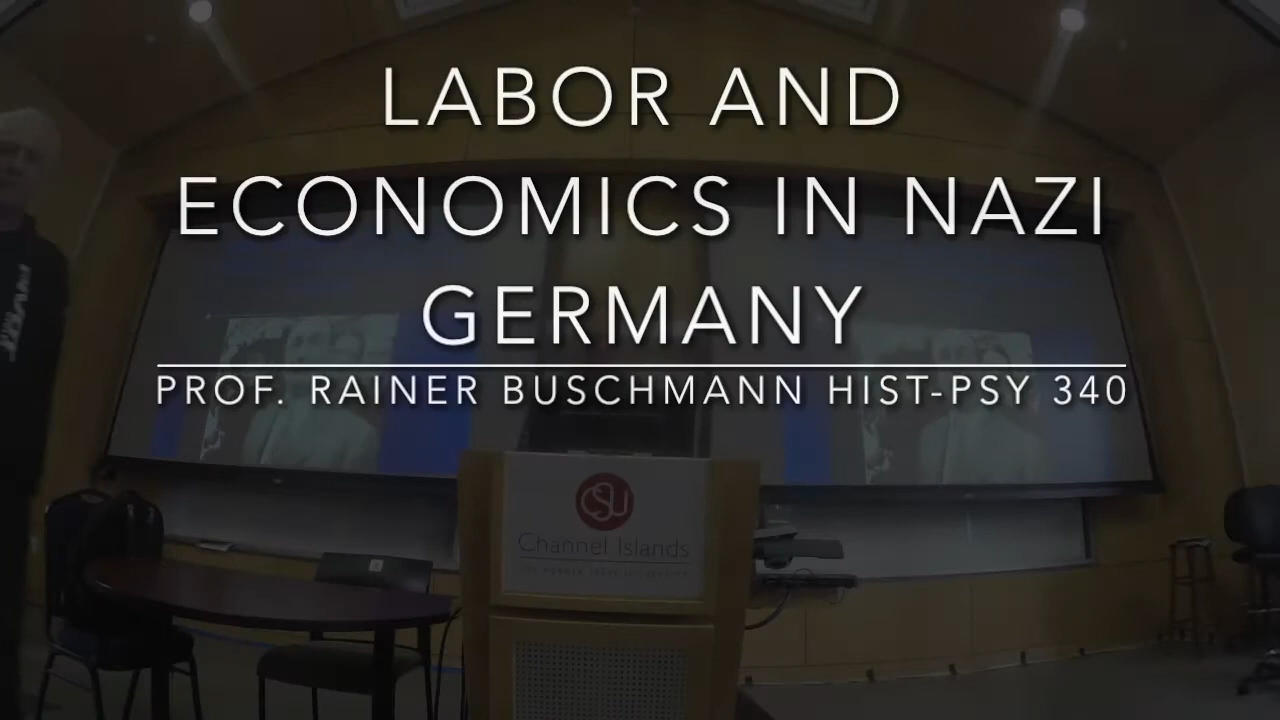 LABOR AND
ECONOMICS IN NAZI
GERMANY
PROF. RAINER BUSCHMANN HIST-PSY 340
CSU
Channel Islands